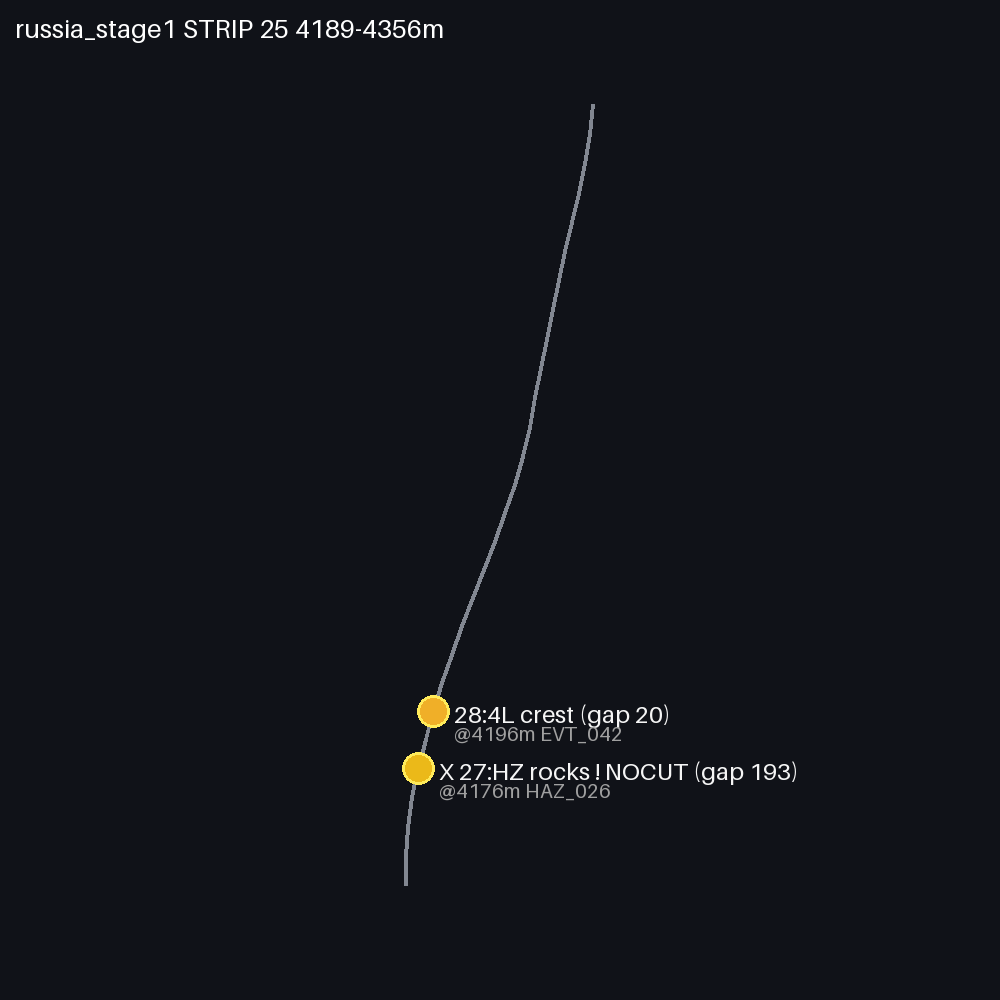 russia_stage1 STRIP 25 4189-4356m
28:4L crest (gap 20)
@4196m EVT_042
X 27:HZ rocks ! NOCUT (gap 193)
@4176m HAZ_026